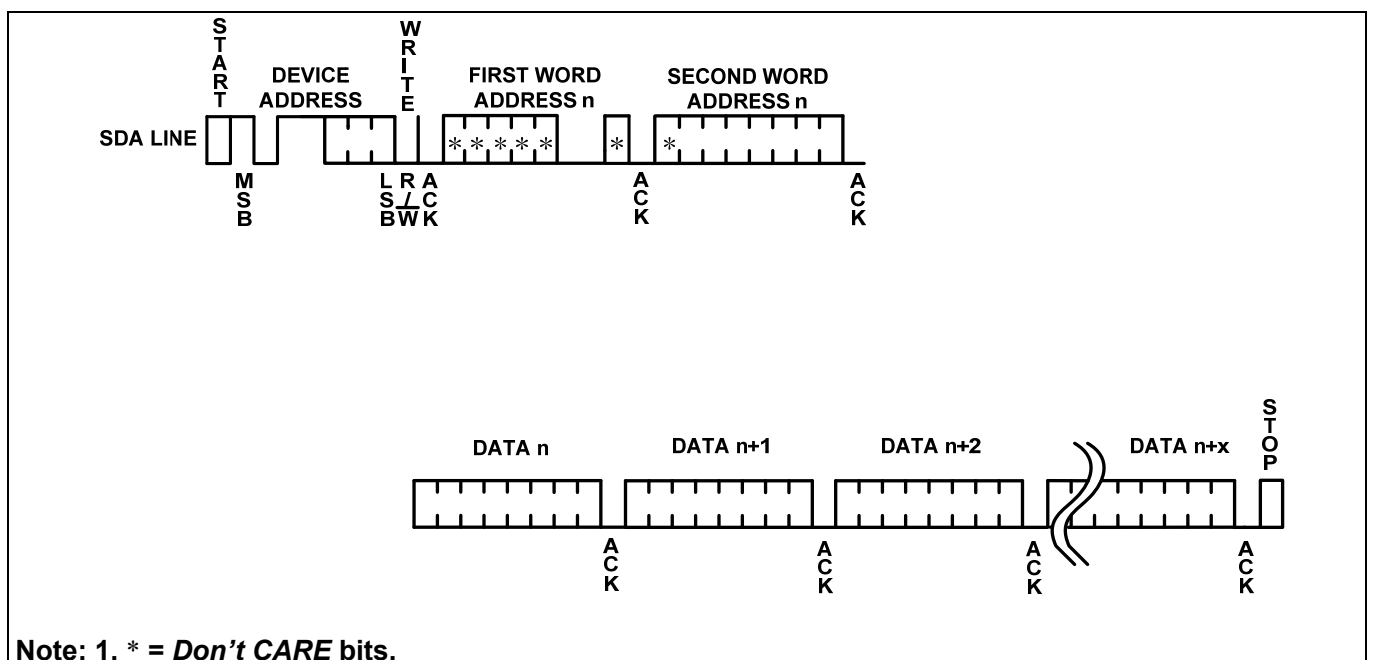 START
WRITE
DEVICE
ADDRESS
FIRST WORD
ADDRESS n
SECOND WORD
ADDRESS n
SDA LINE
* * * * *
*
*
MSB
LSB
R/W
ACK
ACK
ACK
STOP
DATA n
DATA n+1
DATA n+2
DATA n+x
ACK
ACK
ACK
ACK
Note: 1. * = Don't CARE bits.